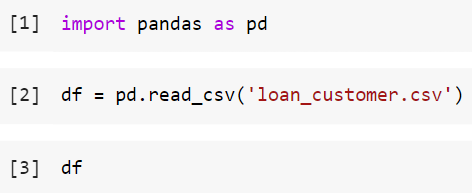 [1] import pandas as pd
[2] df = pd.read_csv('loan_customer.csv')
[3] df